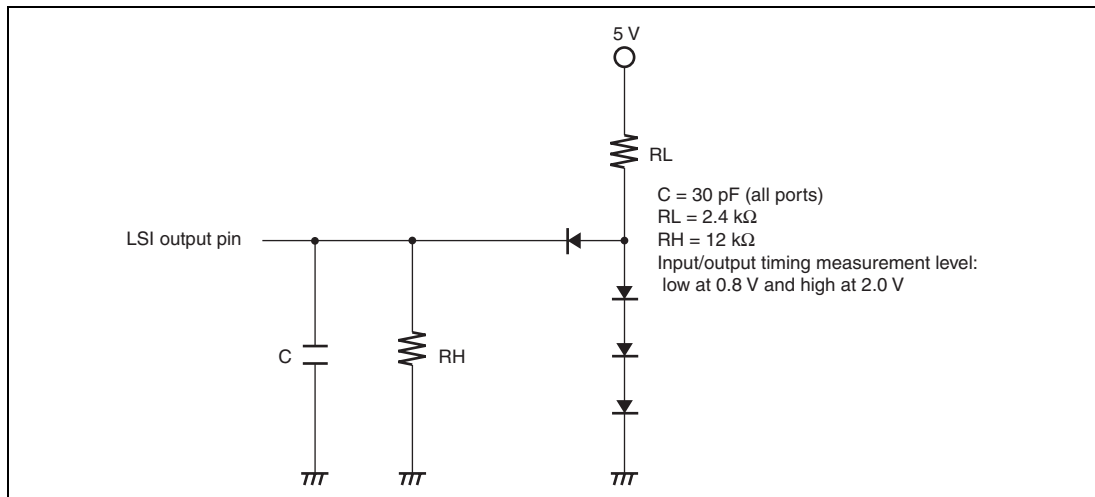 5 V
RL
C = 30 pF (all ports)
RL = 2.4 kΩ
RH = 12 kΩ
Input/output timing measurement level:
low at 0.8 V and high at 2.0 V
LSI output pin
C
RH